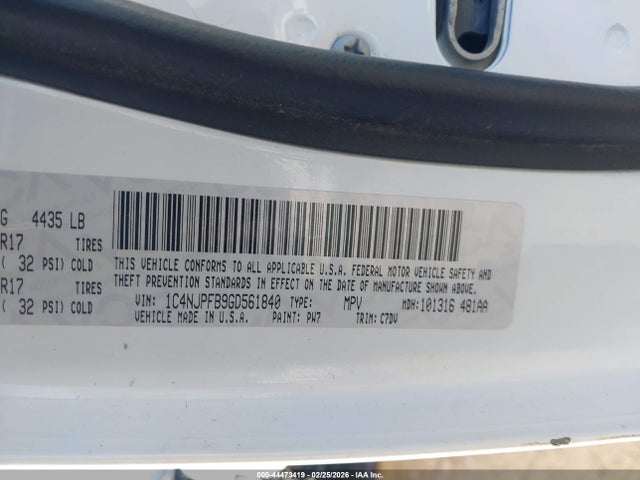 G 4435 LB
R17 TIRES
( 32 PSI) COLD
R17 TIRES
( 32 PSI) COLD
THIS VEHICLE CONFORMS TO ALL APPLICABLE U.S.A. FEDERAL MOTOR VEHICLE SAFETY AND
THEFT PREVENTION STANDARDS IN EFFECT ON THE DATE OF MANUFACTURE SHOWN ABOVE.
VIN: 1C4NJPFB9GD561840 TYPE: MPV MDH:101316 481AA
VEHICLE MADE IN U.S.A. PAINT: PW7 TRIM: C7DV
000-44473419 | 02/25/2026 - IAAI.COM